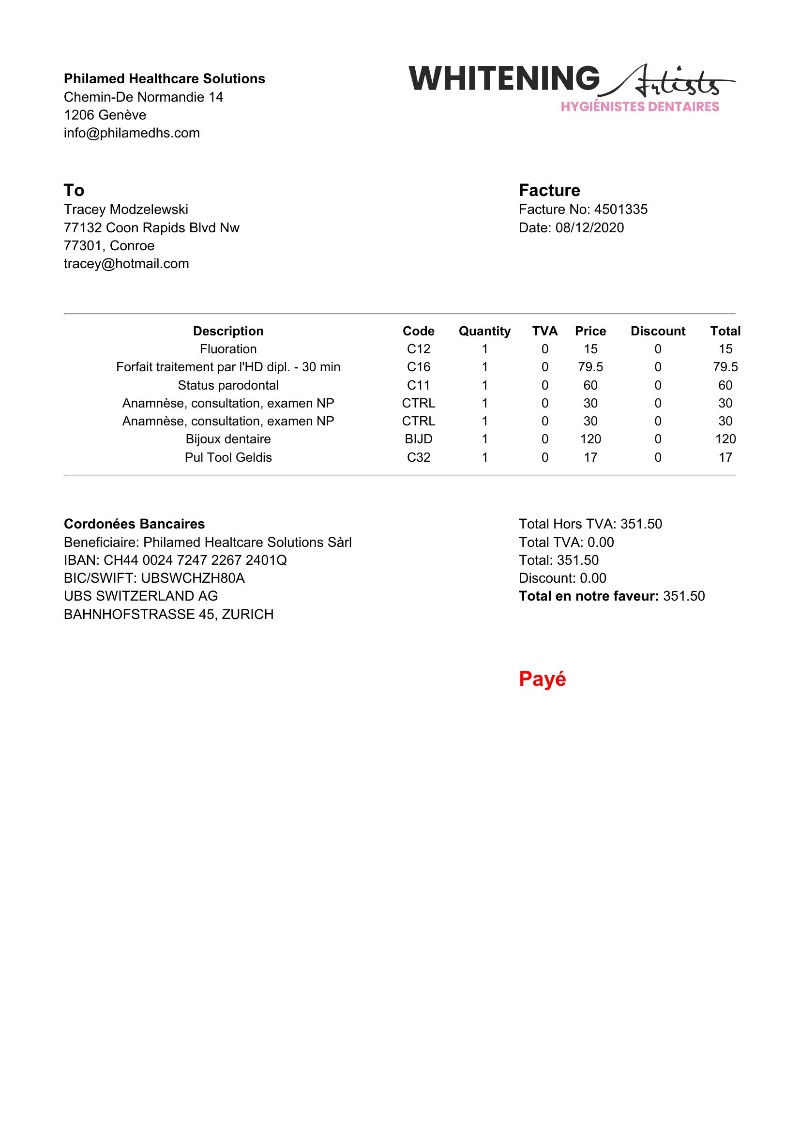 Philamed Healthcare Solutions
Chemin-De Normandie 14
1206 Genève
info@philamedhs.com
WHITENING Artists
HYGIÉNISTES DENTAIRES
To
Tracey Modzelewski
77132 Coon Rapids Blvd Nw
77301, Conroe
tracey@hotmail.com
Facture
Facture No: 4501335
Date: 08/12/2020
Description Code Quantity TVA Price Discount Total
Fluoration C12 1 0 15 0 15
Forfait traitement par l'HD dipl. - 30 min C16 1 0 79.5 0 79.5
Status parodontal C11 1 0 60 0 60
Anamnèse, consultation, examen NP CTRL 1 0 30 0 30
Anamnèse, consultation, examen NP CTRL 1 0 30 0 30
Bijoux dentaire BIJD 1 0 120 0 120
Pul Tool Geldis C32 1 0 17 0 17
Cordonées Bancaires
Beneficiaire: Philamed Healtcare Solutions Sàrl
IBAN: CH44 0024 7247 2267 2401Q
BIC/SWIFT: UBSWCHZH80A
UBS SWITZERLAND AG
BAHNHOFSTRASSE 45, ZURICH
Total Hors TVA: 351.50
Total TVA: 0.00
Total: 351.50
Discount: 0.00
Total en notre faveur: 351.50
Payé